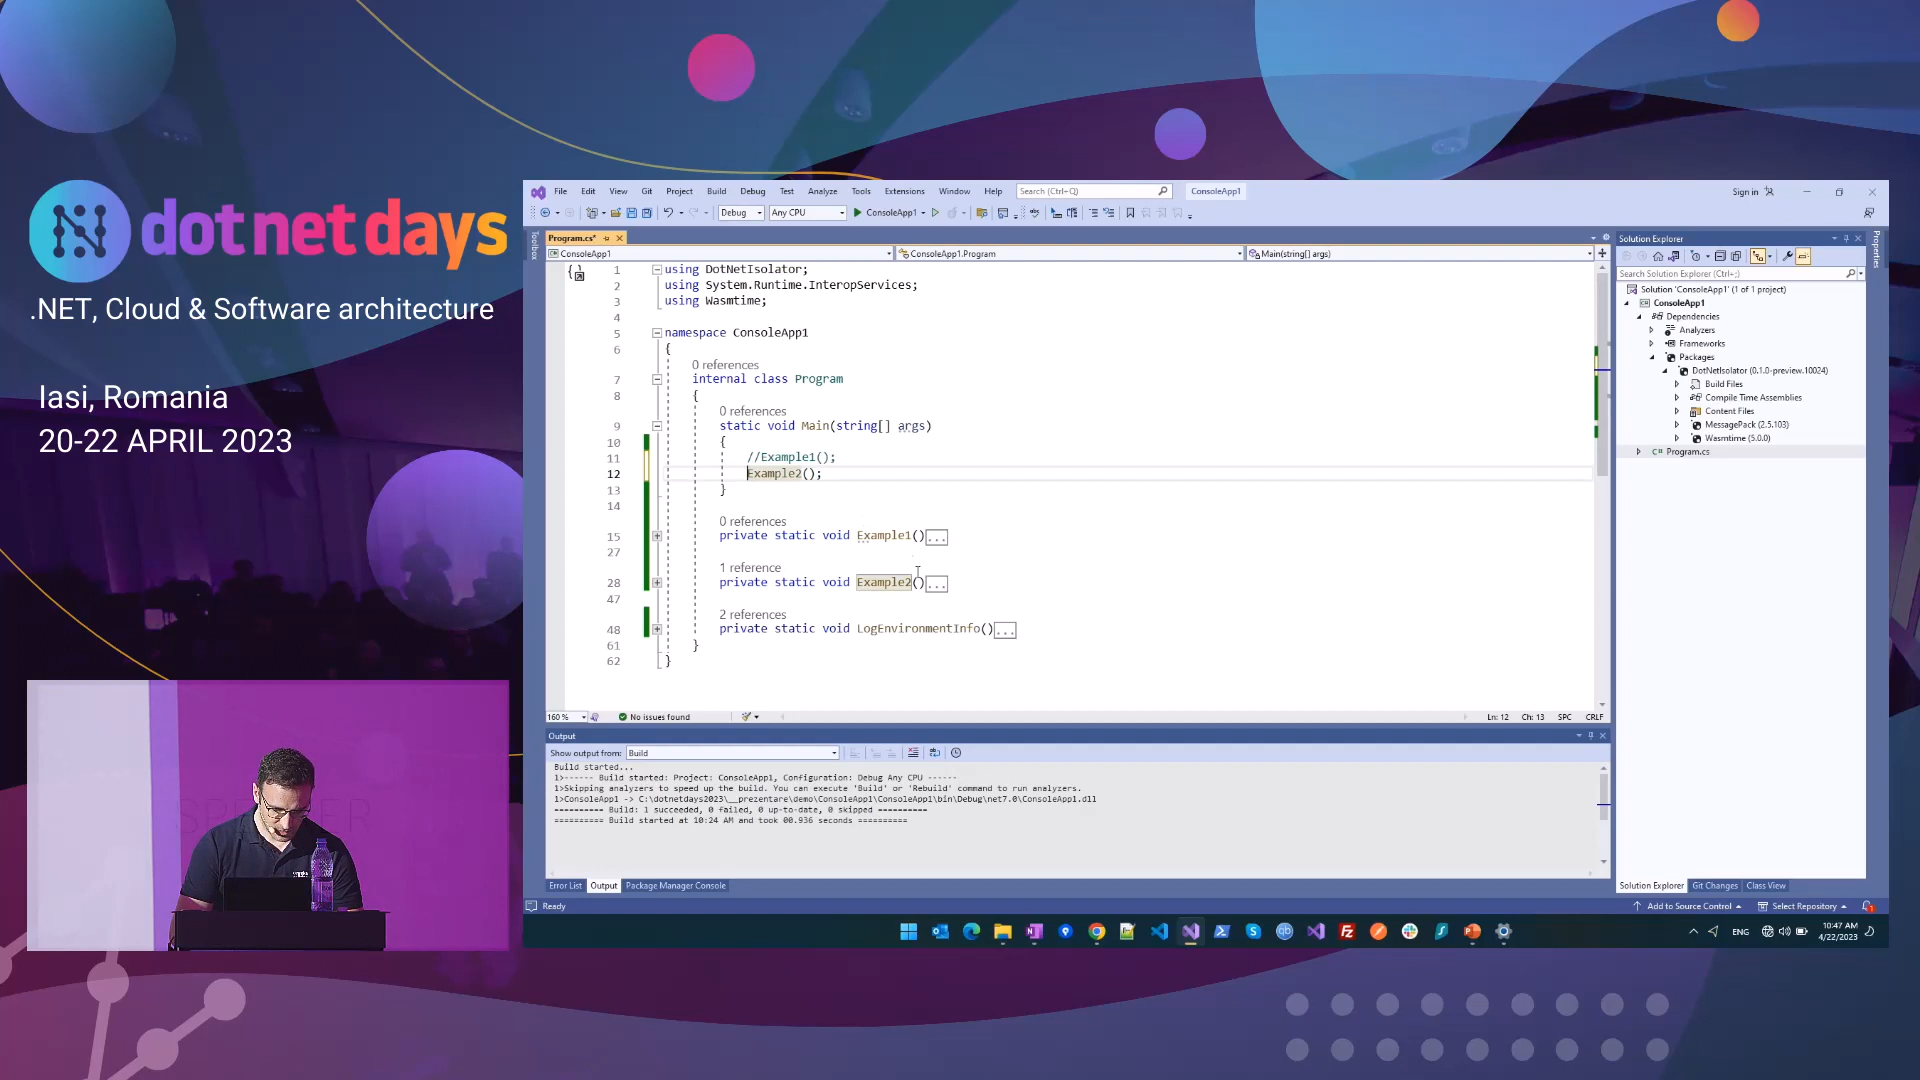 dotnetdays
.NET, Cloud & Software architecture
Iasi, Romania
20-22 APRIL 2023
File Edit View Git Project Build Debug Test Analyze Tools Extensions Window Help Search (Ctrl+Q) ConsoleApp1 Sign in
Debug Any CPU ConsoleApp1
Toolbox
Program.cs*
ConsoleApp1 ConsoleApp1.Program Main(string[] args)
1 using DotNetIsolator;
2 using System.Runtime.InteropServices;
3 using Wasmtime;
4
5 namespace ConsoleApp1
6 {
0 references
7 internal class Program
8 {
0 references
9 static void Main(string[] args)
10 {
11 //Example1();
12 Example2();
13 }
14
0 references
15 private static void Example1()...
27
1 reference
28 private static void Example2()...
47
2 references
48 private static void LogEnvironmentInfo()...
61 }
62 }
160 % No issues found Ln: 12 Ch: 13 SPC CRLF
Output
Show output from: Build
Build started...
1>------ Build started: Project: ConsoleApp1, Configuration: Debug Any CPU ------
1>Skipping analyzers to speed up the build. You can execute 'Build' or 'Rebuild' command to run analyzers.
1>ConsoleApp1 -> C:\dotnetdays2023\__prezentare\demo\ConsoleApp1\ConsoleApp1\bin\Debug\net7.0\ConsoleApp1.dll
========== Build: 1 succeeded, 0 failed, 0 up-to-date, 0 skipped ==========
========== Build started at 10:24 AM and took 00.936 seconds ==========
Error List Output Package Manager Console
Ready
Solution Explorer
Search Solution Explorer (Ctrl+;)
Solution 'ConsoleApp1' (1 of 1 project)
ConsoleApp1
Dependencies
Analyzers
Frameworks
Packages
DotNetIsolator (0.1.0-preview.10024)
Build Files
Compile Time Assemblies
Content Files
MessagePack (2.5.103)
Wasmtime (5.0.0)
Program.cs
Properties
Solution Explorer Git Changes Class View
Add to Source Control Select Repository 1
ENG
10:47 AM
4/22/2023